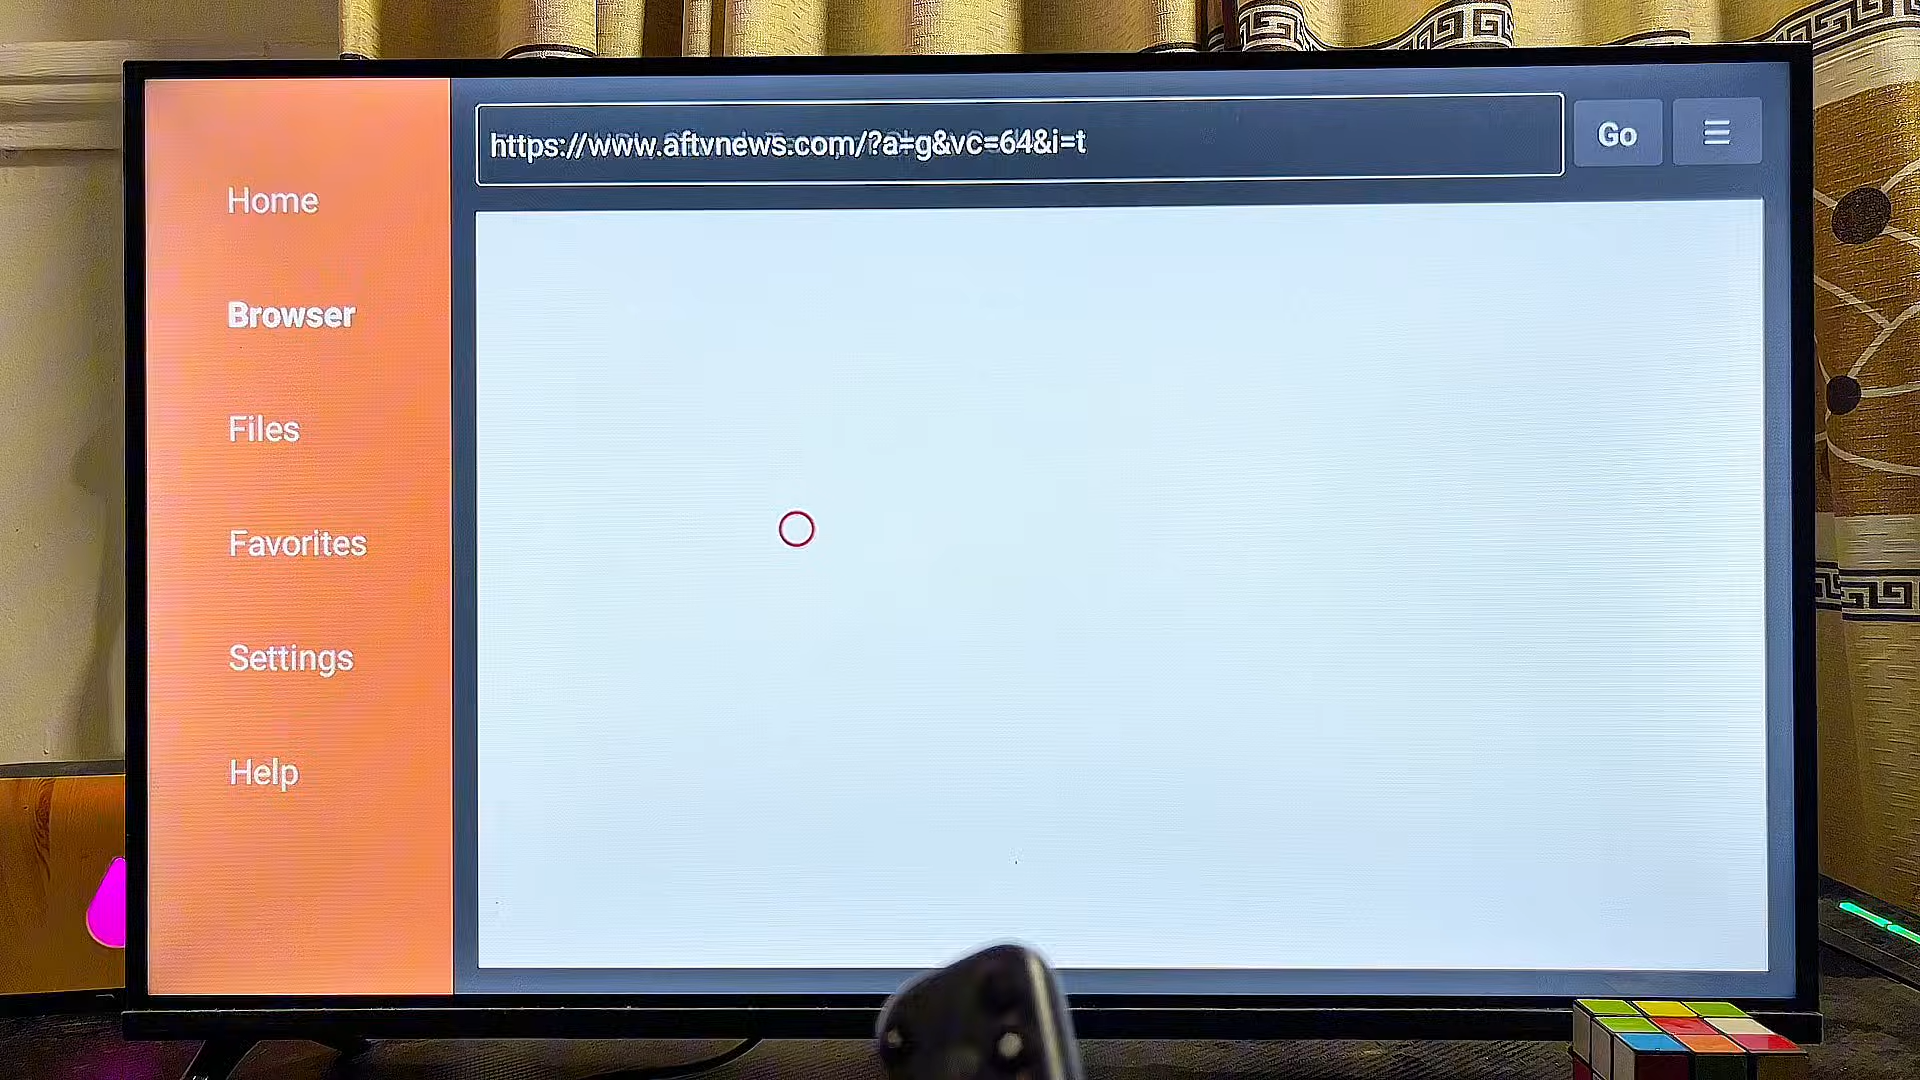 https://www.aftvnews.com/?a=g&vc=64&i=t
Go
Home
Browser
Files
Favorites
Settings
Help